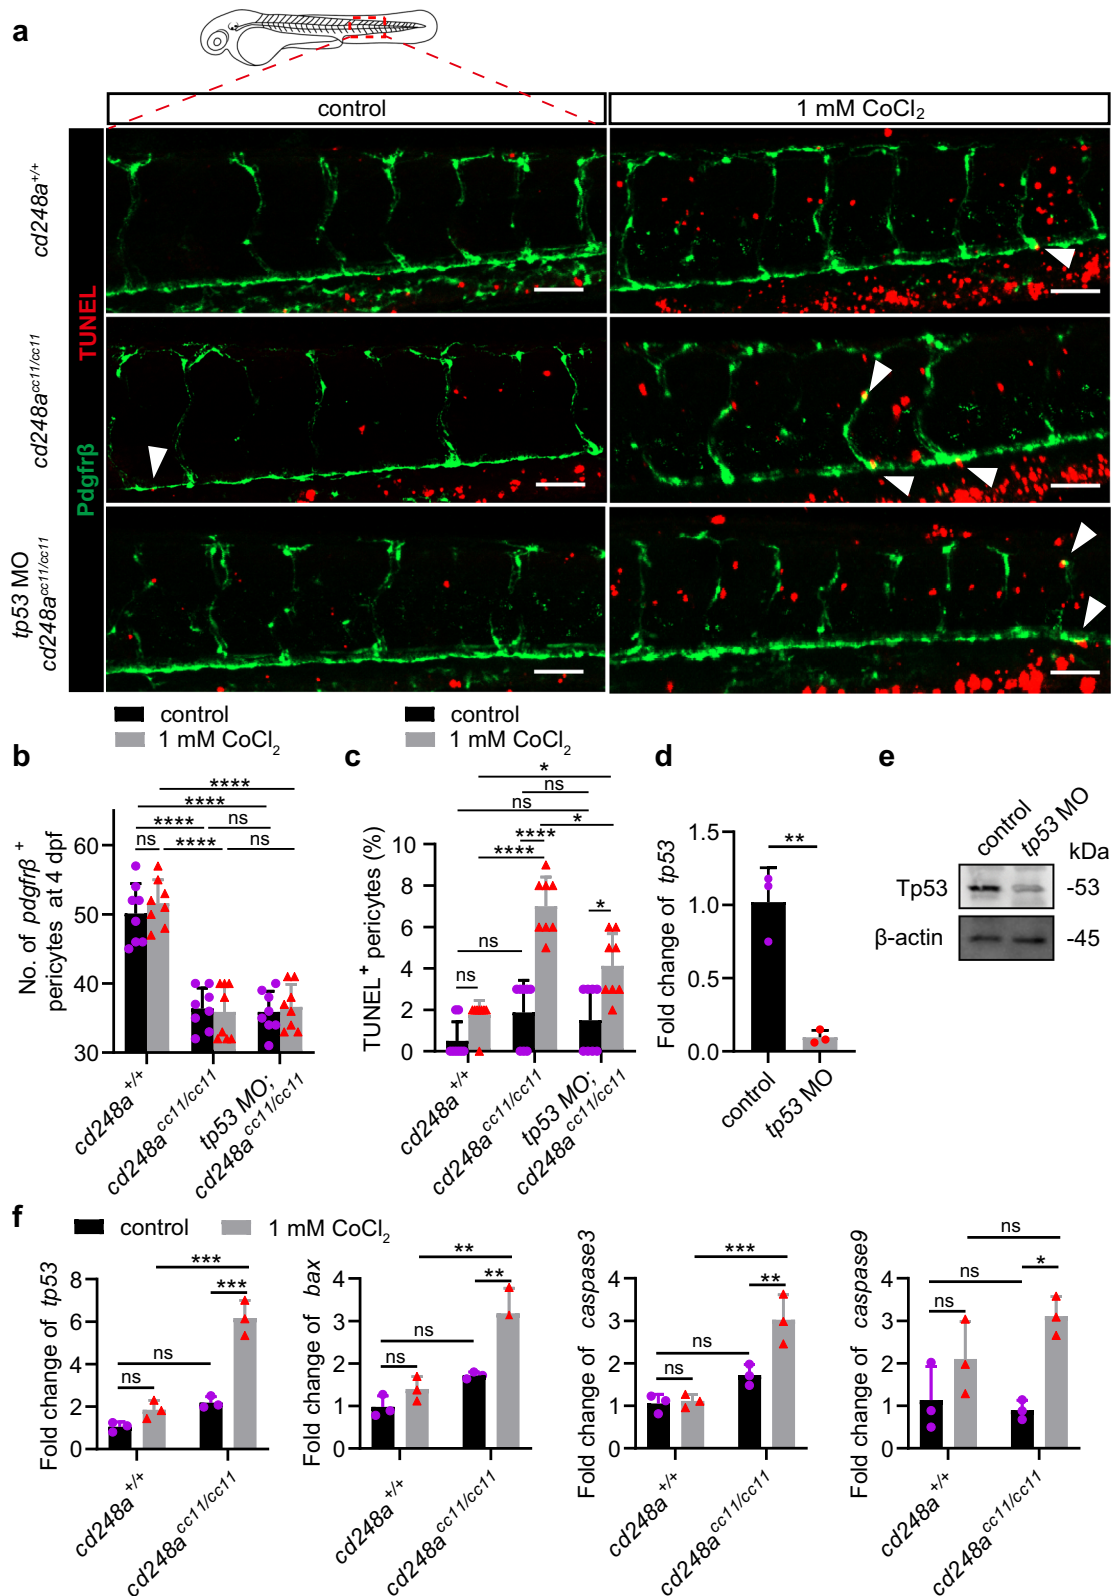 a
control
1 mM CoCl₂
Pdgfrβ TUNEL
cd248a+/+
cd248acc11/cc11
tp53 MO
cd248acc11/cc11
control
1 mM CoCl₂
control
1 mM CoCl₂
b
No. of pdgfrβ+
pericytes at 4 dpf
60
50
40
30
****
****
**** ns
ns **** ns
cd248a+/+
cd248acc11/cc11
tp53 MO;
cd248acc11/cc11
c
TUNEL+ pericytes (%)
10
8
6
4
2
0
*
ns
ns
****
*
****
ns
*
ns
cd248a+/+
cd248acc11/cc11
tp53 MO;
cd248acc11/cc11
d
Fold change of tp53
1.5
1.0
0.5
0.0
**
control
tp53 MO
e
control
tp53 MO
kDa
Tp53
-53
β-actin
-45
f
control
1 mM CoCl₂
Fold change of tp53
8
6
4
2
0
***
***
ns
ns
cd248a+/+
cd248acc11/cc11
Fold change of bax
4
3
2
1
0
**
**
ns
ns
cd248a+/+
cd248acc11/cc11
Fold change of caspase3
4
3
2
1
0
***
**
ns
ns
cd248a+/+
cd248acc11/cc11
Fold change of caspase9
4
3
2
1
0
ns
*
ns
ns
cd248a+/+
cd248acc11/cc11